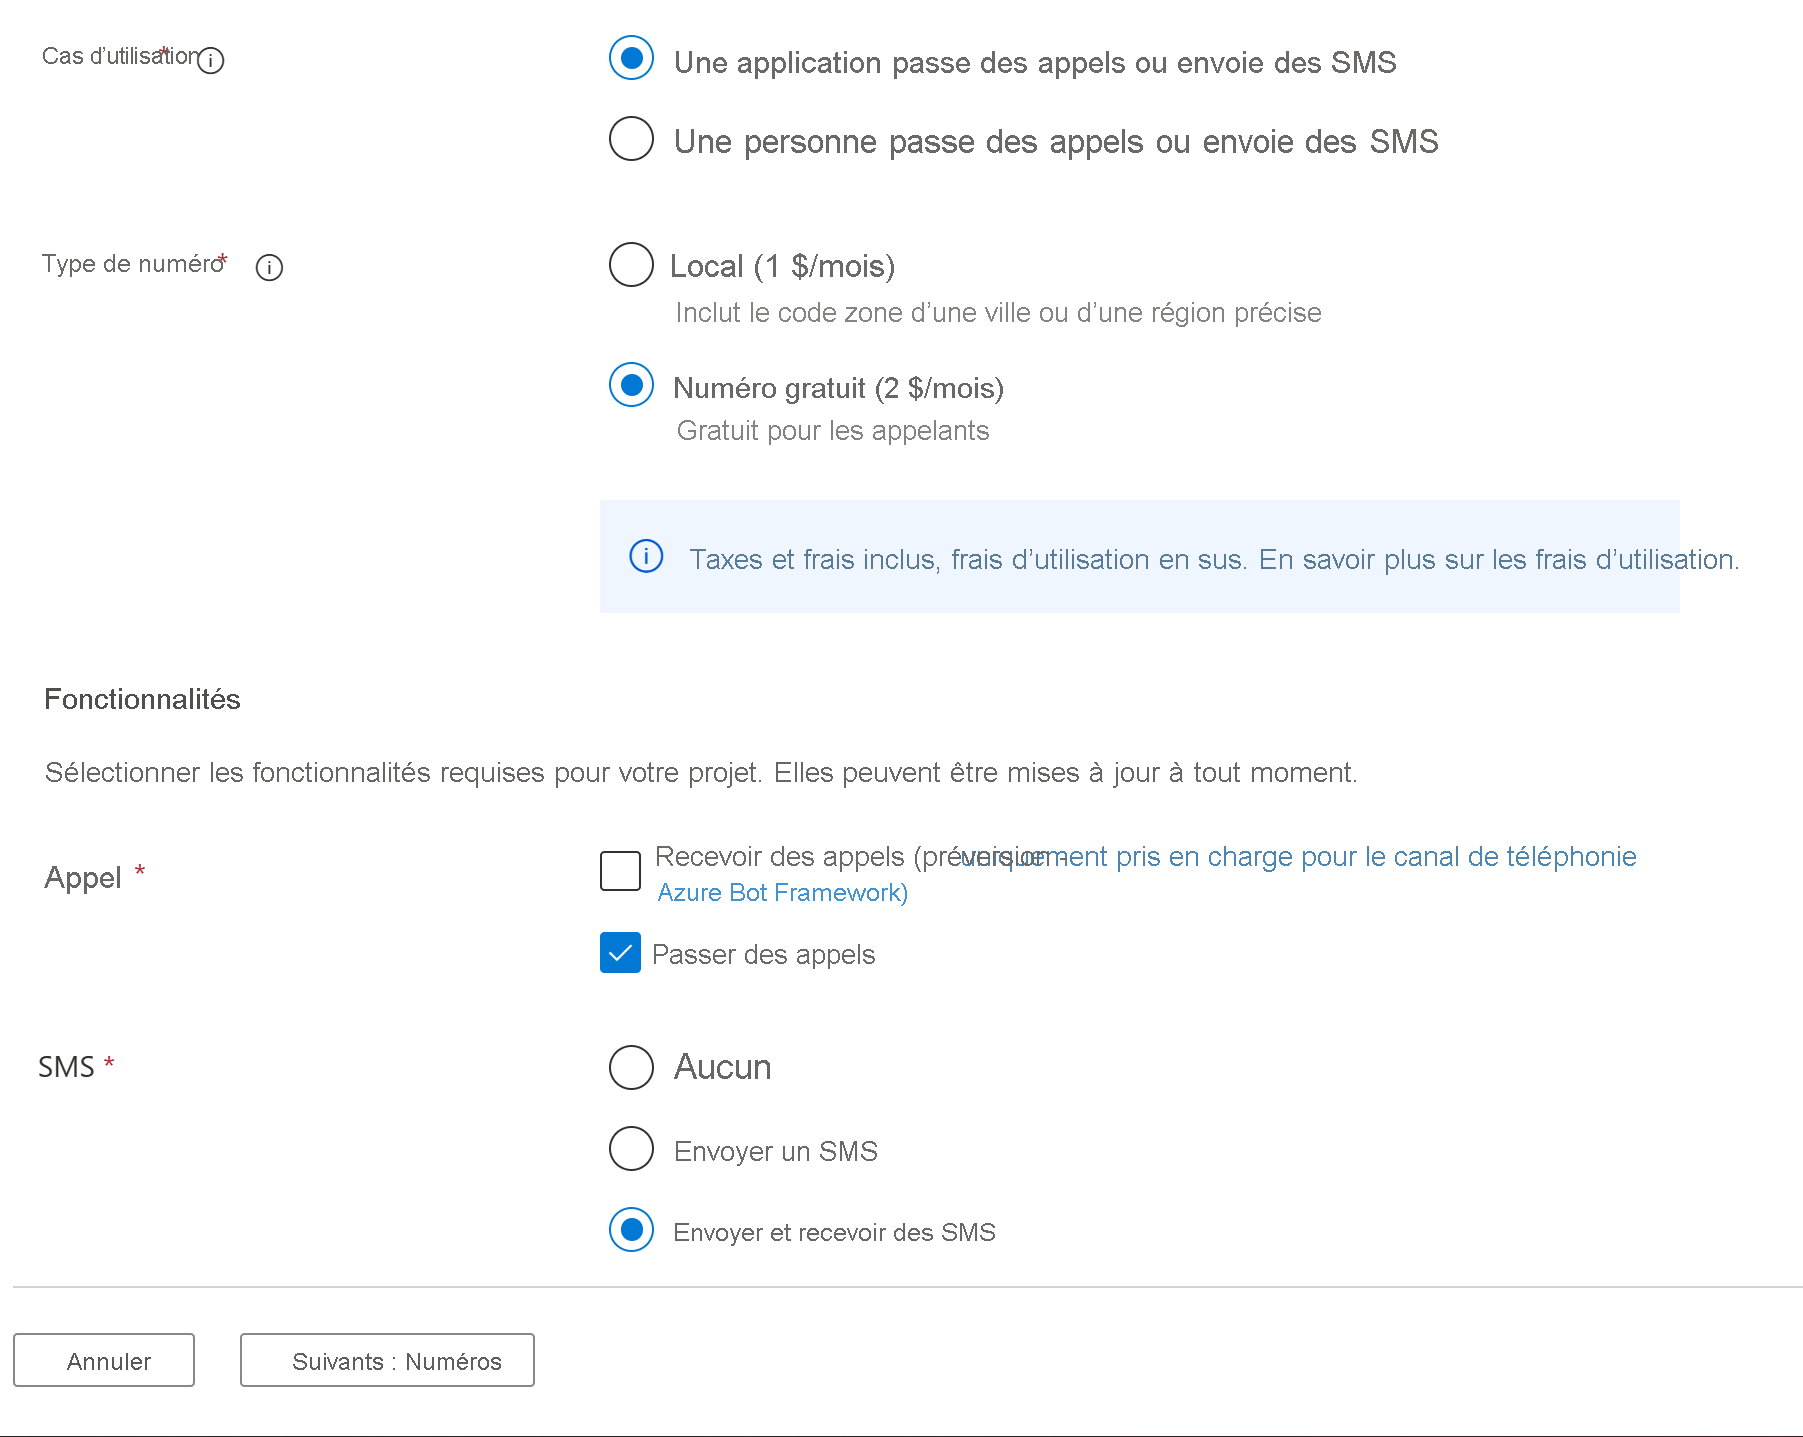 Cas d'utilisation *
Une application passe des appels ou envoie des SMS
Une personne passe des appels ou envoie des SMS
Type de numéro *
Local (1 $/mois)
Inclut le code zone d'une ville ou d'une région précise
Numéro gratuit (2 $/mois)
Gratuit pour les appelants
Taxes et frais inclus, frais d'utilisation en sus. En savoir plus sur les frais d'utilisation.
Fonctionnalités
Sélectionner les fonctionnalités requises pour votre projet. Elles peuvent être mises à jour à tout moment.
Appel *
Recevoir des appels (préversion - uniquement pris en charge pour le canal de téléphonie
Azure Bot Framework)
Passer des appels
SMS *
Aucun
Envoyer un SMS
Envoyer et recevoir des SMS
Annuler
Suivants : Numéros